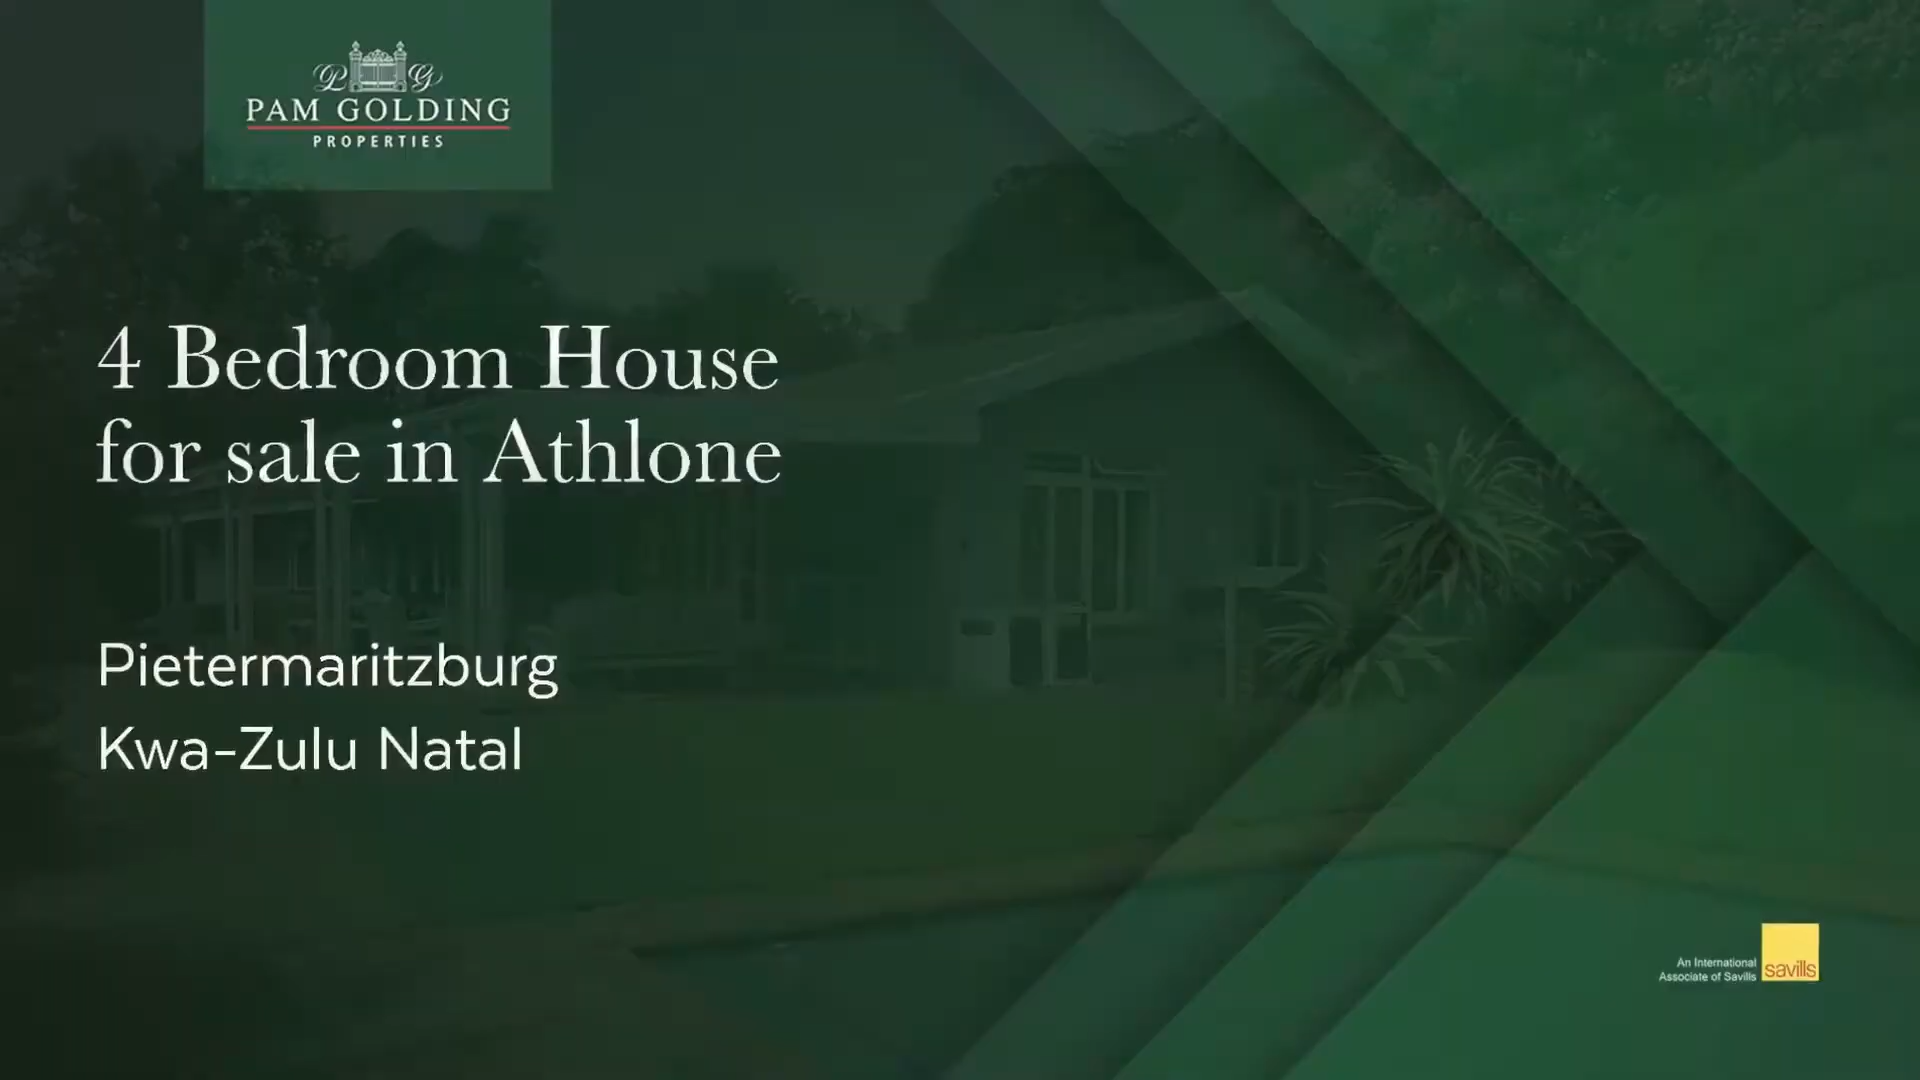 P G
PAM GOLDING
PROPERTIES
4 Bedroom House
for sale in Athlone
Pietermaritzburg
Kwa-Zulu Natal
An International
Associate of Savills
savills